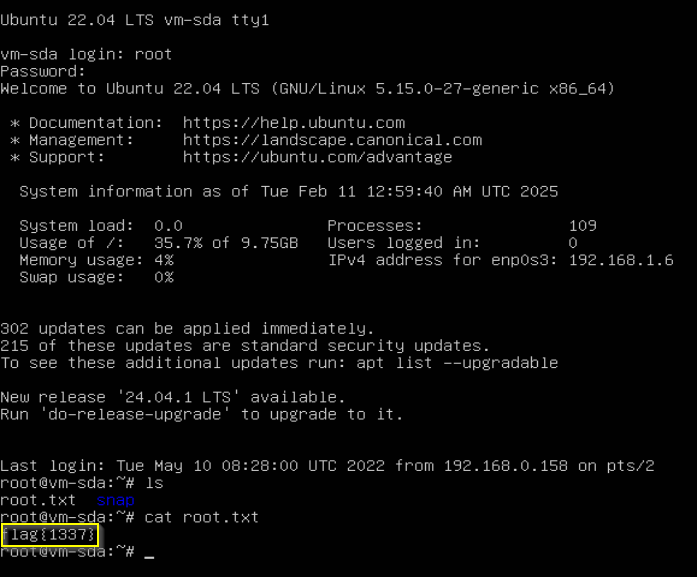 Ubuntu 22.04 LTS vm-sda tty1
vm-sda login: root
Password:
Welcome to Ubuntu 22.04 LTS (GNU/Linux 5.15.0-27-generic x86_64)
* Documentation:  https://help.ubuntu.com
* Management:     https://landscape.canonical.com
* Support:        https://ubuntu.com/advantage
System information as of Tue Feb 11 12:59:40 AM UTC 2025
System load:  0.0                Processes:               109
Usage of /:   35.7% of 9.75GB   Users logged in:         0
Memory usage: 4%                 IPv4 address for enp0s3: 192.168.1.6
Swap usage:   0%
302 updates can be applied immediately.
215 of these updates are standard security updates.
To see these additional updates run: apt list --upgradable
New release '24.04.1 LTS' available.
Run 'do-release-upgrade' to upgrade to it.
Last login: Tue May 10 08:28:00 UTC 2022 from 192.168.0.158 on pts/2
root@vm-sda:~# ls
root.txt  snap
root@vm-sda:~# cat root.txt
flag{1337}
root@vm-sda:~# _